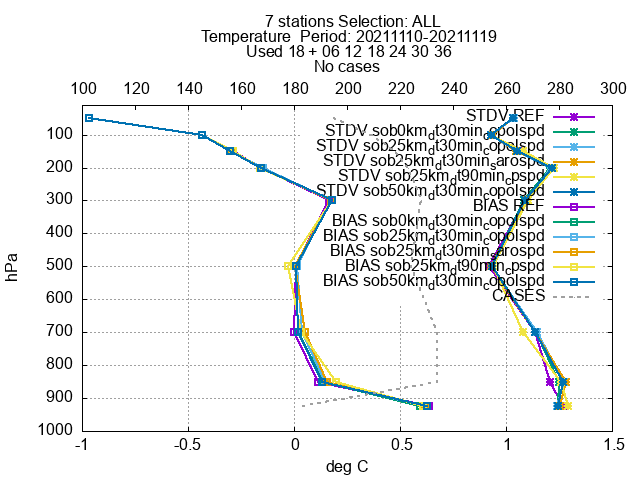 7 stations Selection: ALL
Temperature Period: 20211110-20211119
Used 18 + 06 12 18 24 30 36
No cases
100 120 140 160 180 200 220 240 260 280 300
STDV REF
STDV sob0km_dt30min_copolspd
STDV sob25km_dt30min_copolspd
STDV sob25km_dt30min_sarospd
STDV sob25km_dt90min_cpspd
STDV sob50km_dt30min_copolspd
BIAS REF
BIAS sob0km_dt30min_copolspd
BIAS sob25km_dt30min_copolspd
BIAS sob25km_dt30min_sarospd
BIAS sob25km_dt90min_cpspd
BIAS sob50km_dt30min_copolspd
CASES
hPa
100
200
300
400
500
600
700
800
900
1000
-1 -0.5 0 0.5 1 1.5
deg C